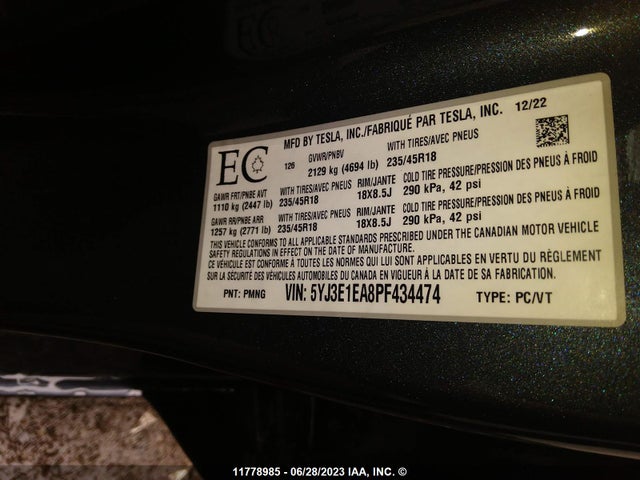 MFD BY TESLA, INC./FABRIQUÉ PAR TESLA, INC. 12/22
EC
126 GVWR/PNBV WITH TIRES/AVEC PNEUS
2129 kg (4694 lb) 235/45R18
GAWR FRT/PNBE AVT WITH TIRES/AVEC PNEUS RIM/JANTE COLD TIRE PRESSURE/PRESSION DES PNEUS À FROID
1110 kg (2447 lb) 235/45R18 18X8.5J 290 kPa, 42 psi
GAWR RR/PNBE ARR WITH TIRES/AVEC PNEUS RIM/JANTE COLD TIRE PRESSURE/PRESSION DES PNEUS À FROID
1257 kg (2771 lb) 235/45R18 18X8.5J 290 kPa, 42 psi
THIS VEHICLE CONFORMS TO ALL APPLICABLE STANDARDS PRESCRIBED UNDER THE CANADIAN MOTOR VEHICLE
SAFETY REGULATIONS IN EFFECT ON THE DATE OF MANUFACTURE.
CE VÉHICULE EST CONFORME A TOUTES LES NORMES QUI LUI SONT APPLICABLES EN VERTU DU RÈGLEMENT
SUR LA SÉCURITÉ DES VÉHICULES AUTOMOBILES DU CANADA EN VIGUEUR À LA DATE DE SA FABRICATION.
PNT: PMNG VIN: 5YJ3E1EA8PF434474 TYPE: PC/VT
11778985 - 06/28/2023 IAA, INC. ©